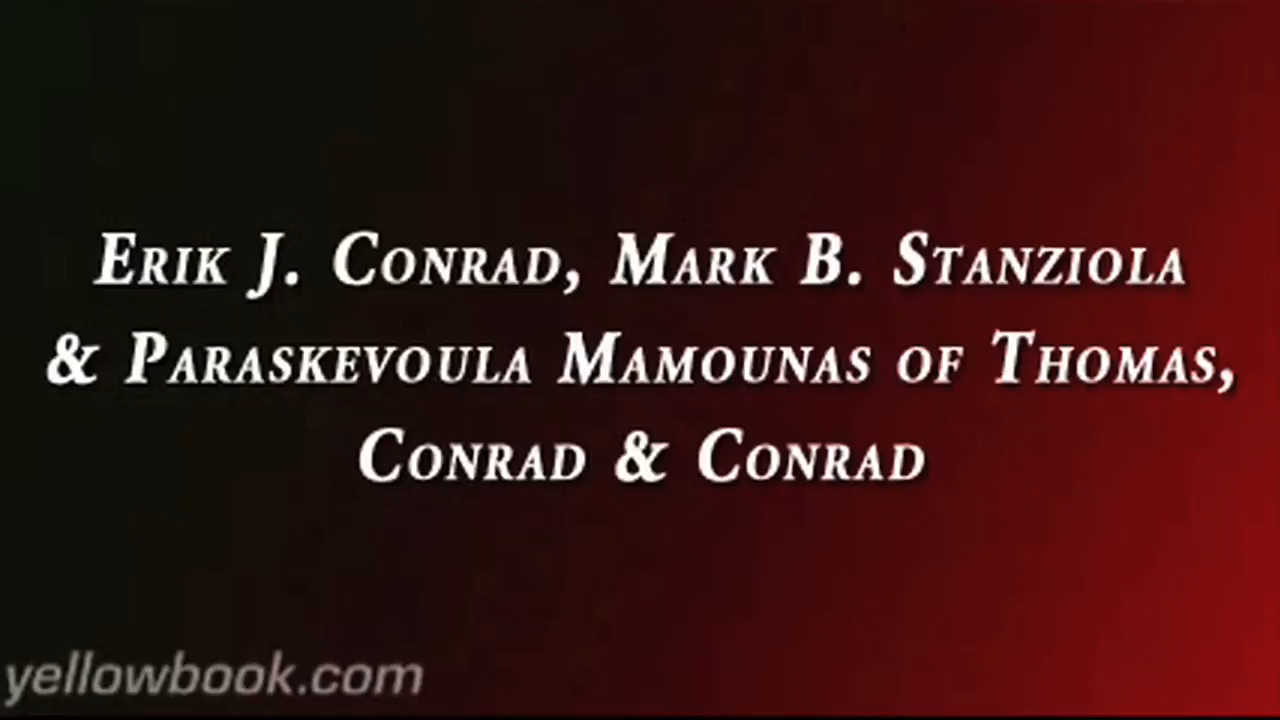 Erik J. Conrad, Mark B. Stanziola
& Paraskevoula Mamounas of Thomas,
Conrad & Conrad
yellowbook.com